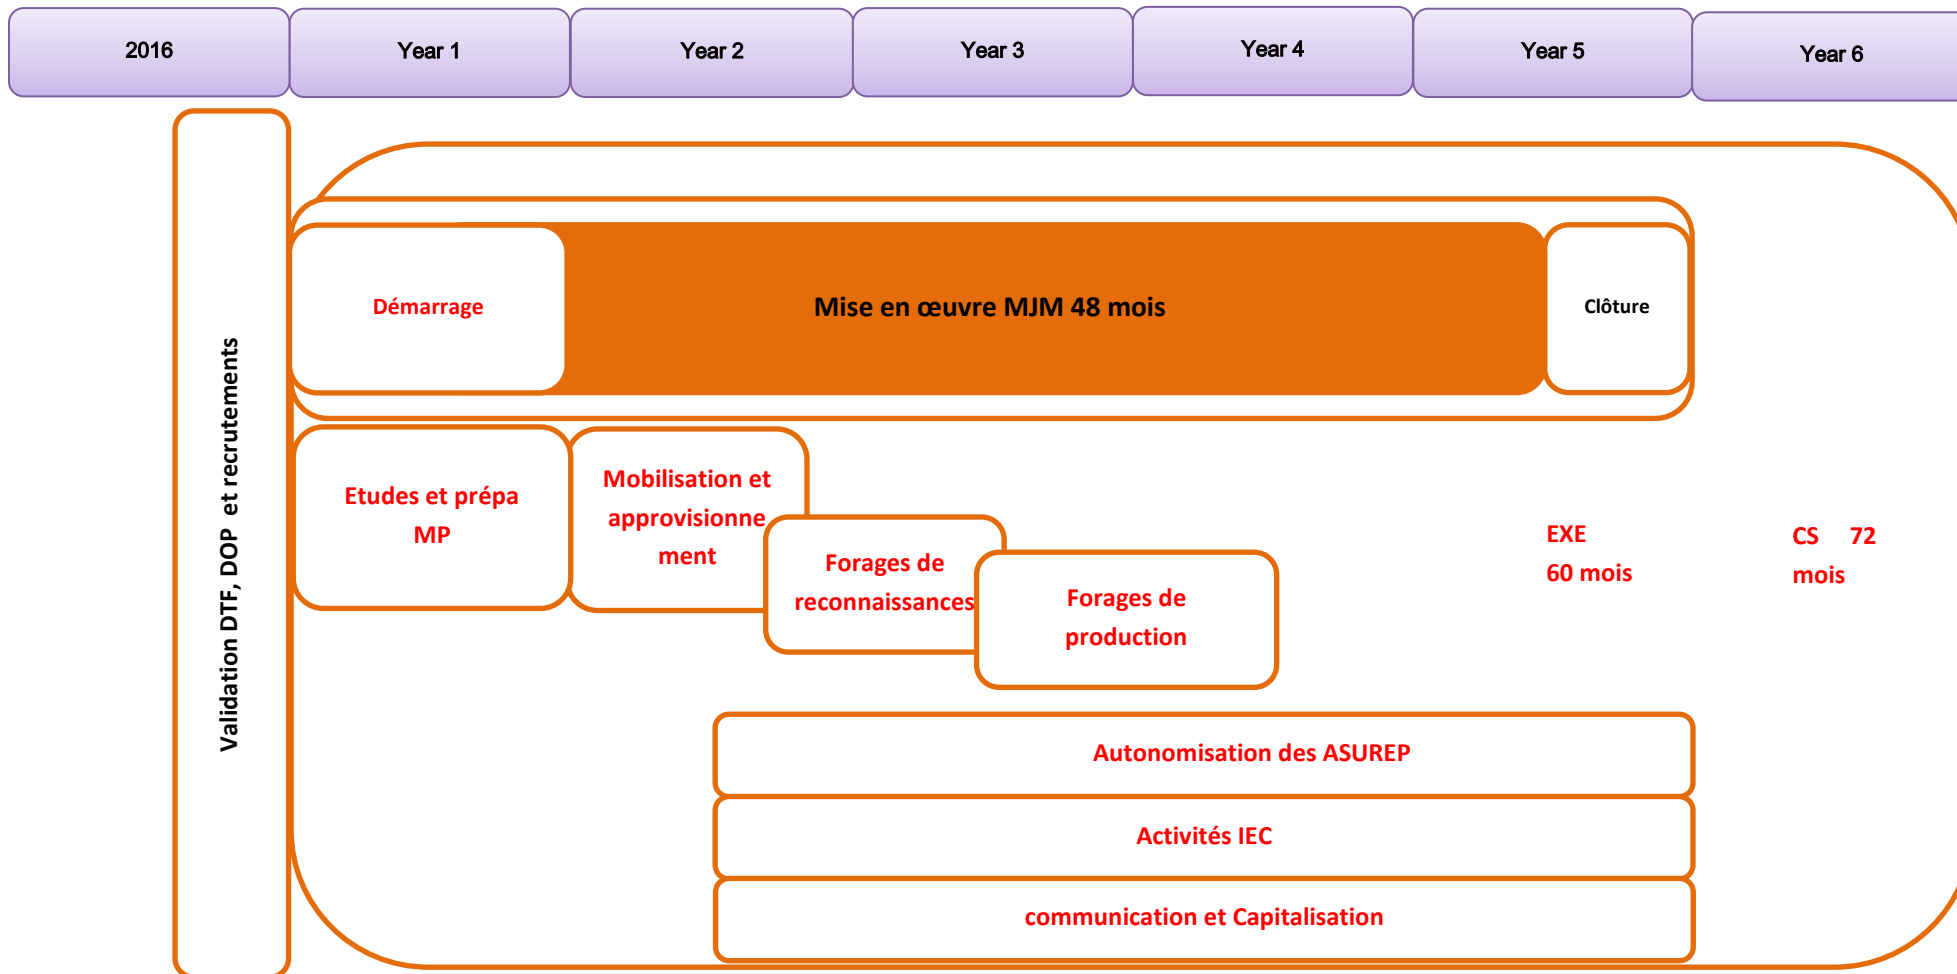 2016
Year 1
Year 2
Year 3
Year 4
Year 5
Year 6
Validation DTF, DOP et recrutements
Démarrage
Mise en œuvre MJM 48 mois
Clôture
Etudes et prépa
MP
Mobilisation et
approvisionne
ment
Forages de
reconnaissances
Forages de
production
EXE
60 mois
CS 72
mois
Autonomisation des ASUREP
Activités IEC
communication et Capitalisation